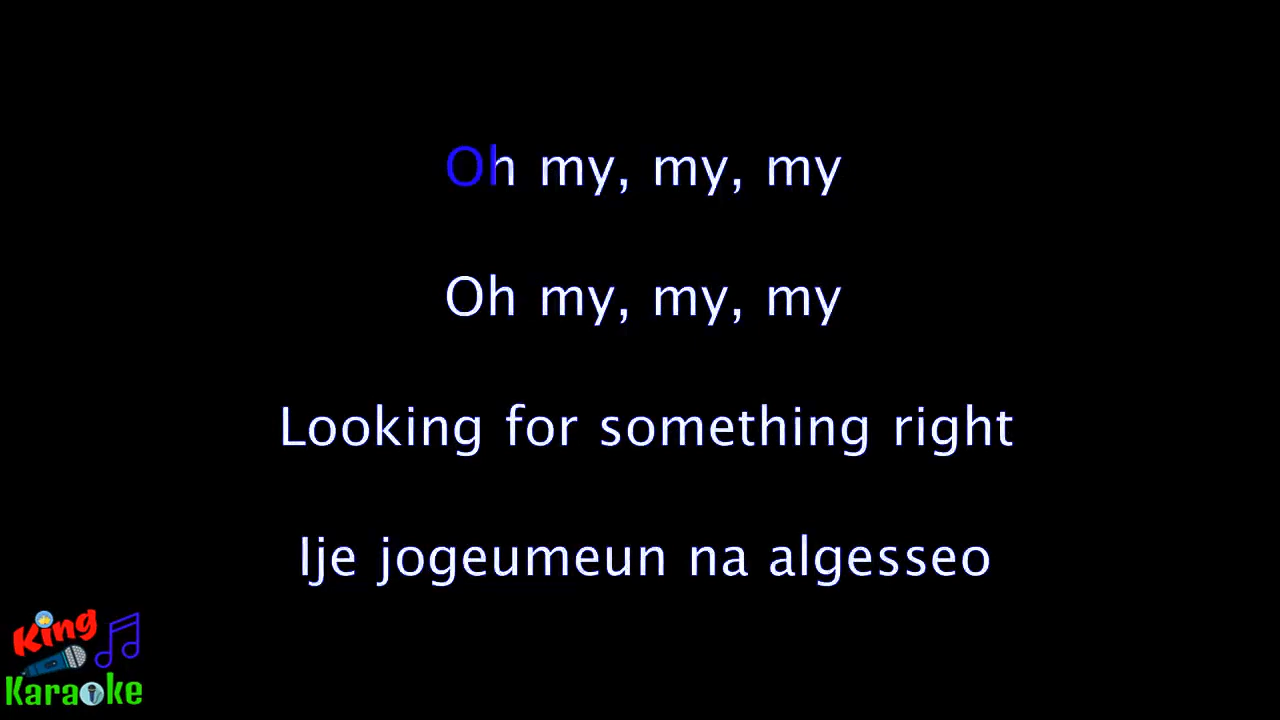 Oh my, my, my
Oh my, my, my
Looking for something right
Ije jogeumeun na algesseo
King
Karaoke